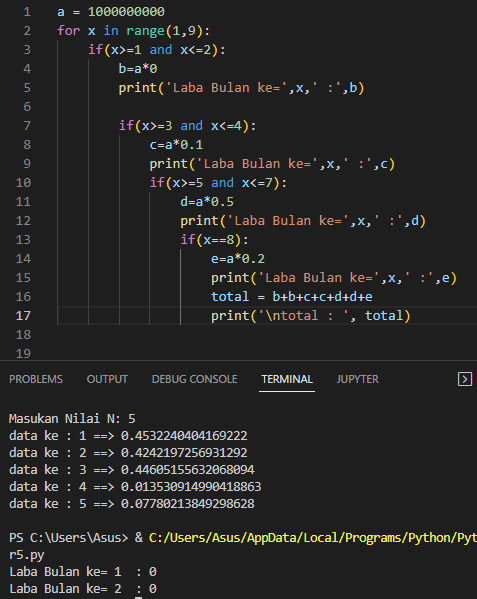 1 a = 1000000000
2 for x in range(1,9):
3     if(x>=1 and x<=2):
4         b=a*0
5         print('Laba Bulan ke=',x,' :',b)
6
7         if(x>=3 and x<=4):
8             c=a*0.1
9             print('Laba Bulan ke=',x,' :',c)
10             if(x>=5 and x<=7):
11                 d=a*0.5
12                 print('Laba Bulan ke=',x,' :',d)
13                 if(x==8):
14                     e=a*0.2
15                     print('Laba Bulan ke=',x,' :',e)
16                     total = b+b+c+c+d+d+e
17                     print('\ntotal : ', total)
18
19
PROBLEMS OUTPUT DEBUG CONSOLE TERMINAL JUPYTER
Masukan Nilai N: 5
data ke : 1 ==> 0.4532240404169222
data ke : 2 ==> 0.4242197256931292
data ke : 3 ==> 0.44605155632068094
data ke : 4 ==> 0.013530914990418863
data ke : 5 ==> 0.07780213849298628
PS C:\Users\Asus> & C:/Users/Asus/AppData/Local/Programs/Python/Pyt
r5.py
Laba Bulan ke= 1  : 0
Laba Bulan ke= 2  : 0